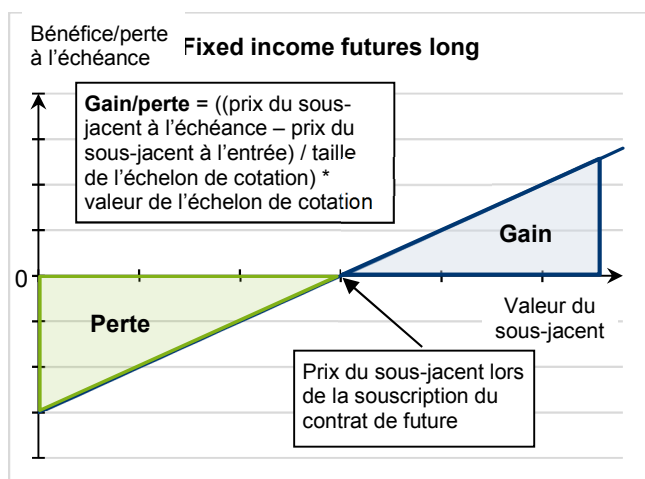 Bénéfice/perte
à l'échéance
Fixed income futures long
Gain/perte = ((prix du sous-
jacent à l'échéance – prix du
sous-jacent à l'entrée) / taille
de l'échelon de cotation) *
valeur de l'échelon de cotation
Gain
0
Perte
Valeur du
sous-jacent
Prix du sous-jacent lors
de la souscription du
contrat de future